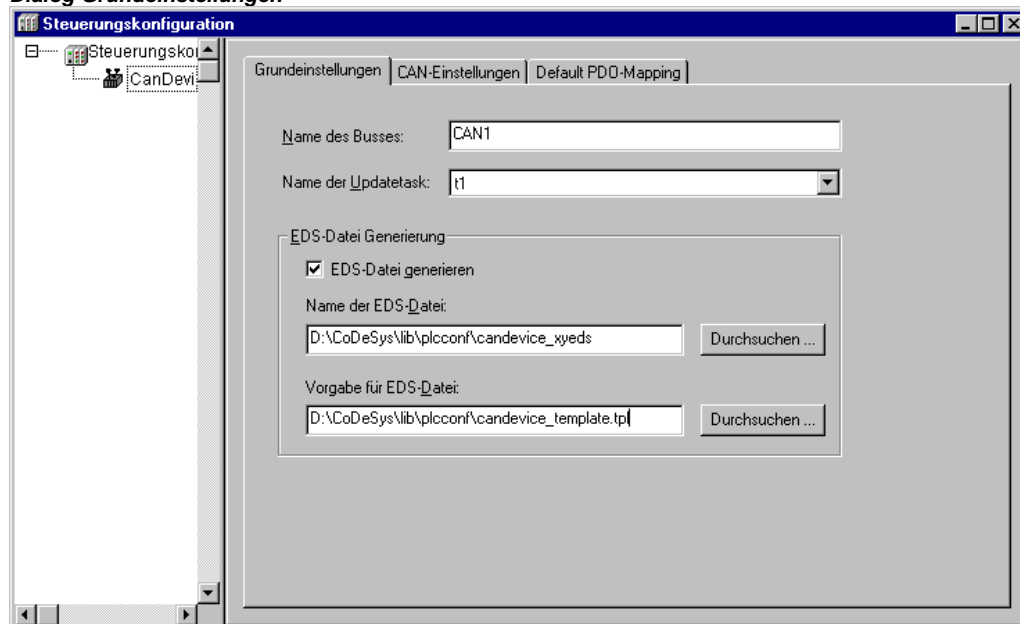 Dialog Grundeinstellungen
Steuerungskonfiguration
Steuerungskoi
CanDevi
Grundeinstellungen CAN-Einstellungen Default PDO-Mapping
Name des Busses: CAN1
Name der Updatetask: t1
EDS-Datei Generierung
EDS-Datei generieren
Name der EDS-Datei:
D:\CoDeSys\lib\plcconf\candevice_xyeds Durchsuchen ...
Vorgabe für EDS-Datei:
D:\CoDeSys\lib\plcconf\candevice_template.tpl Durchsuchen ...